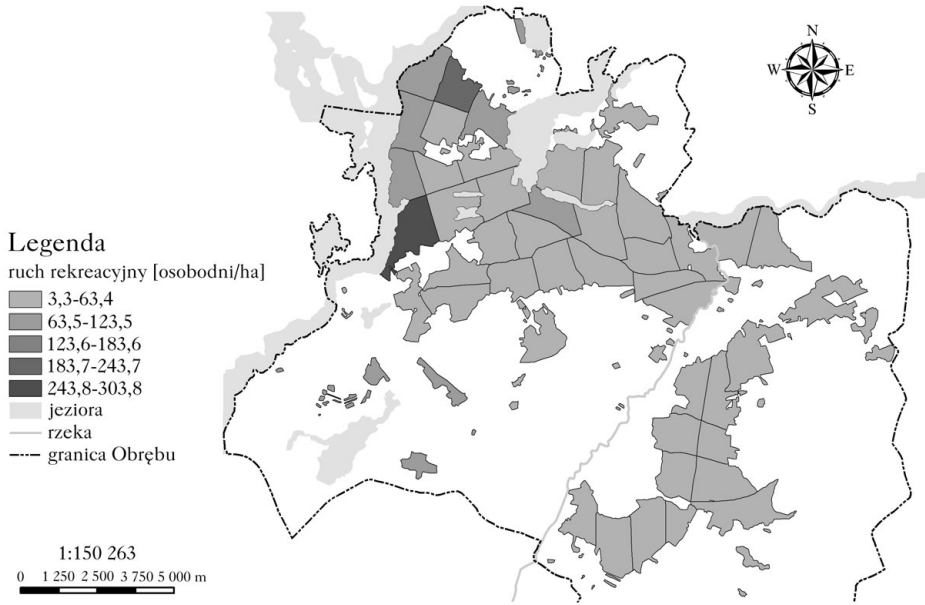 N
W E
S
Legenda
ruch rekreacyjny [osobodni/ha]
3,3-63,4
63,5-123,5
123,6-183,6
183,7-243,7
243,8-303,8
jeziora
rzeka
granica Obrębu
1:150 263
0 1 250 2 500 3 750 5 000 m